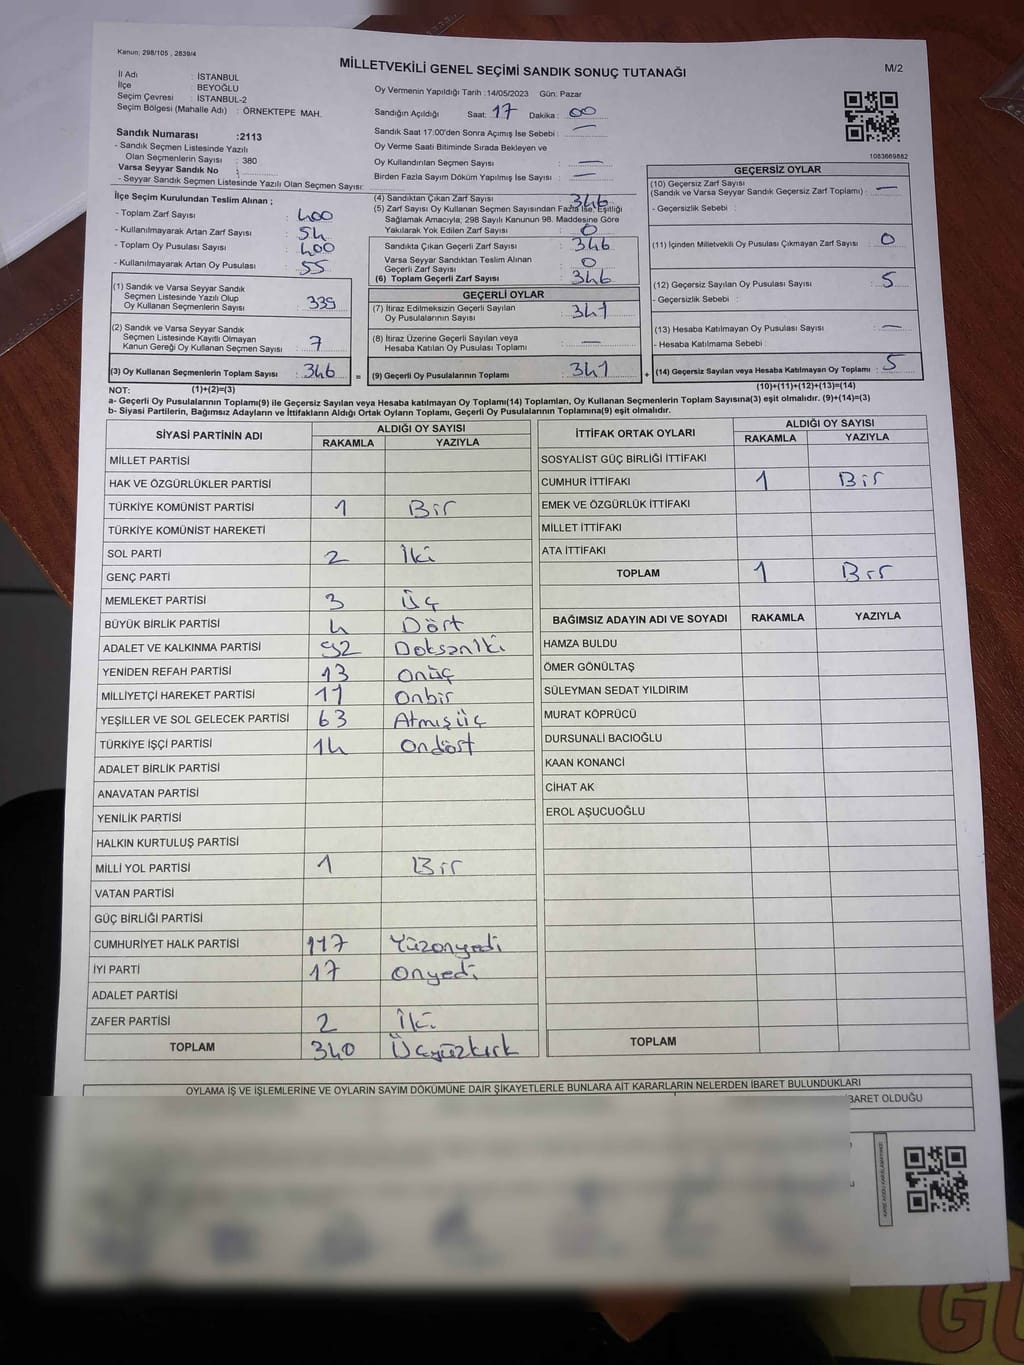 Kanun; 298/105 , 2839/4
MİLLETVEKİLİ GENEL SEÇİMİ SANDIK SONUÇ TUTANAĞI
M/2
İl Adı : İSTANBUL
İlçe : BEYOĞLU
Seçim Çevresi : İSTANBUL-2
Seçim Bölgesi (Mahalle Adı) : ÖRNEKTEPE MAH.
Sandık Numarası :2113
- Sandık Seçmen Listesinde Yazılı
Olan Seçmenlerin Sayısı : 380
Varsa Seyyar Sandık No :
- Seyyar Sandık Seçmen Listesinde Yazılı Olan Seçmen Sayısı:
Oy Vermenin Yapıldığı Tarih :14/05/2023 Gün: Pazar
Sandığın Açıldığı Saat: 17 Dakika : 00
Sandık Saat 17:00'den Sonra Açımış İse Sebebi : —
Oy Verme Saati Bitiminde Sırada Bekleyen ve
Oy Kullandırılan Seçmen Sayısı : —
Birden Fazla Sayım Döküm Yapılmış İse Sayısı : —
1083669882
İlçe Seçim Kurulundan Teslim Alınan ;
- Toplam Zarf Sayısı : 400
- Kullanılmayarak Artan Zarf Sayısı : 54
- Toplam Oy Pusulası Sayısı : 400
- Kullanılmayarak Artan Oy Pusulası : 55
(1) Sandık ve Varsa Seyyar Sandık
Seçmen Listesinde Yazılı Olup
Oy Kullanan Seçmenlerin Sayısı : 339
(2) Sandık ve Varsa Seyyar Sandık
Seçmen Listesinde Kayıtlı Olmayan
Kanun Gereği Oy Kullanan Seçmen Sayısı : 7
(3) Oy Kullanan Seçmenlerin Toplam Sayısı : 346 =
(4) Sandıktan Çıkan Zarf Sayısı : 346
(5) Zarf Sayısı Oy Kullanan Seçmen Sayısından Fazla İse, Eşitliği
Sağlamak Amacıyla; 298 Sayılı Kanunun 98. Maddesine Göre
Yakılarak Yok Edilen Zarf Sayısı : 0
Sandıkta Çıkan Geçerli Zarf Sayısı : 346
Varsa Seyyar Sandıktan Teslim Alınan
Geçerli Zarf Sayısı : 0
(6) Toplam Geçerli Zarf Sayısı : 346
GEÇERLİ OYLAR
(7) İtiraz Edilmeksizin Geçerli Sayılan
Oy Pusulalarının Sayısı : 341
(8) İtiraz Üzerine Geçerli Sayılan veya
Hesaba Katılan Oy Pusulası Toplamı : —
(9) Geçerli Oy Pusulalarının Toplamı : 341 +
GEÇERSİZ OYLAR
(10) Geçersiz Zarf Sayısı
(Sandık ve Varsa Seyyar Sandık Geçersiz Zarf Toplamı) : —
- Geçersizlik Sebebi :
(11) İçinden Milletvekili Oy Pusulası Çıkmayan Zarf Sayısı : 0
(12) Geçersiz Sayılan Oy Pusulası Sayısı : 5
- Geçersizlik Sebebi :
(13) Hesaba Katılmayan Oy Pusulası Sayısı : —
- Hesaba Katılmama Sebebi :
(14) Geçersiz Sayılan veya Hesaba Katılmayan Oy Toplamı : 5
NOT: (1)+(2)=(3)
(10)+(11)+(12)+(13)=(14)
a- Geçerli Oy Pusulalarının Toplamı(9) ile Geçersiz Sayılan veya Hesaba katılmayan Oy Toplamı(14) Toplamları, Oy Kullanan Seçmenlerin Toplam Sayısına(3) eşit olmalıdır. (9)+(14)=(3)
b- Siyasi Partilerin, Bağımsız Adayların ve İttifakların Aldığı Ortak Oyların Toplamı, Geçerli Oy Pusulalarının Toplamına(9) eşit olmalıdır.
SİYASİ PARTİNİN ADI
ALDIĞI OY SAYISI
RAKAMLA YAZIYLA
MİLLET PARTİSİ
HAK VE ÖZGÜRLÜKLER PARTİSİ
TÜRKİYE KOMÜNİST PARTİSİ 1 Bir
TÜRKİYE KOMÜNİST HAREKETİ
SOL PARTİ 2 İki
GENÇ PARTİ
MEMLEKET PARTİSİ 3 Üç
BÜYÜK BİRLİK PARTİSİ 4 Dört
ADALET VE KALKINMA PARTİSİ 92 Doksaniki
YENİDEN REFAH PARTİSİ 13 Onüç
MİLLİYETÇİ HAREKET PARTİSİ 11 Onbir
YEŞİLLER VE SOL GELECEK PARTİSİ 63 Atmışüç
TÜRKİYE İŞÇİ PARTİSİ 14 Ondört
ADALET BİRLİK PARTİSİ
ANAVATAN PARTİSİ
YENİLİK PARTİSİ
HALKIN KURTULUŞ PARTİSİ
MİLLİ YOL PARTİSİ 1 Bir
VATAN PARTİSİ
GÜÇ BİRLİĞİ PARTİSİ
CUMHURİYET HALK PARTİSİ 117 Yüzonyedi
İYİ PARTİ 17 Onyedi
ADALET PARTİSİ
ZAFER PARTİSİ 2 İki
TOPLAM 340 Üçyüzkırk
İTTİFAK ORTAK OYLARI
ALDIĞI OY SAYISI
RAKAMLA YAZIYLA
SOSYALİST GÜÇ BİRLİĞİ İTTİFAKI
CUMHUR İTTİFAKI 1 Bir
EMEK VE ÖZGÜRLÜK İTTİFAKI
MİLLET İTTİFAKI
ATA İTTİFAKI
TOPLAM 1 Bir
BAĞIMSIZ ADAYIN ADI VE SOYADI RAKAMLA YAZIYLA
HAMZA BULDU
ÖMER GÖNÜLTAŞ
SÜLEYMAN SEDAT YILDIRIM
MURAT KÖPRÜCÜ
DURSUNALİ BACIOĞLU
KAAN KONANCİ
CİHAT AK
EROL AŞUCUOĞLU
TOPLAM
OYLAMA İŞ VE İŞLEMLERİNE VE OYLARIN SAYIM DÖKÜMÜNE DAİR ŞİKAYETLERLE BUNLARA AİT KARARLARIN NELERDEN İBARET BULUNDUKLARI
BARET OLDUĞU